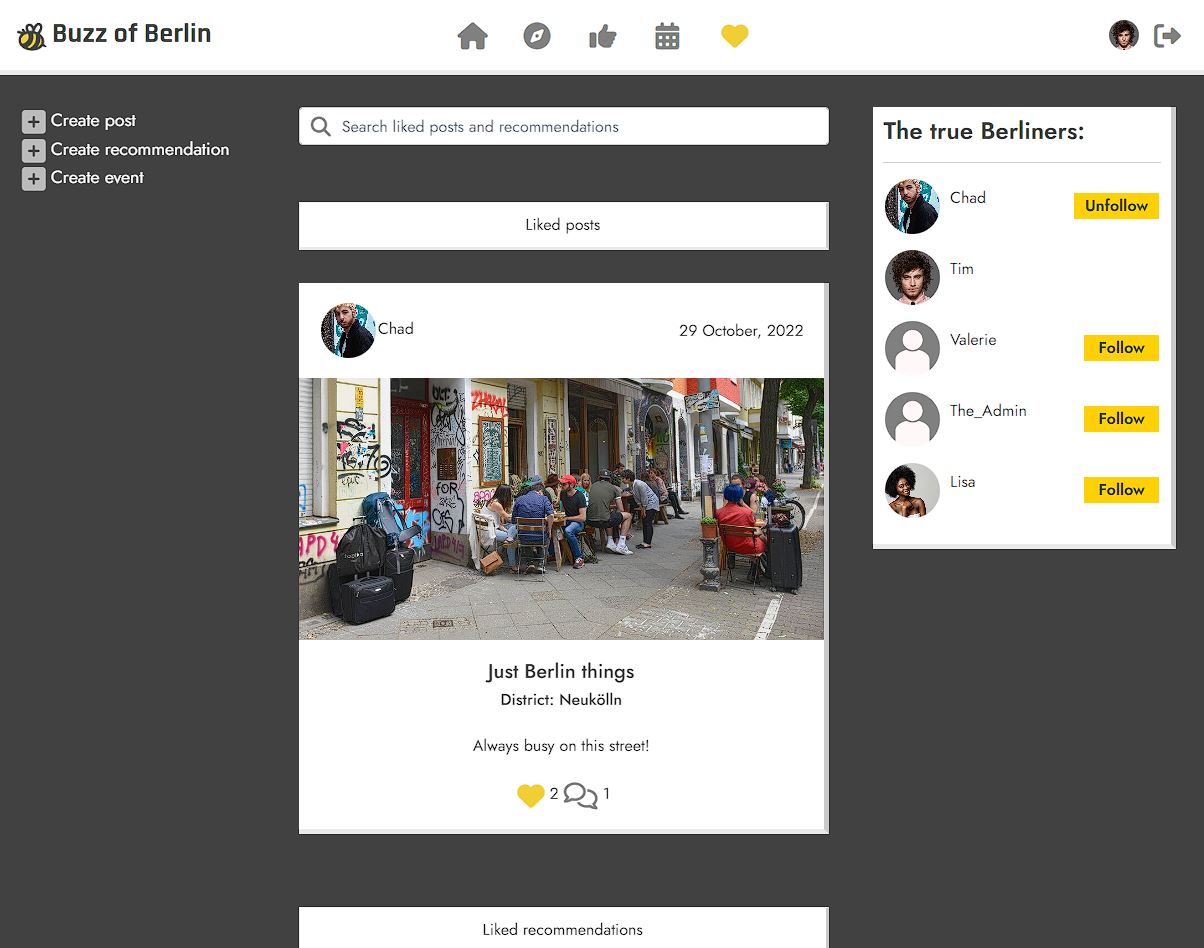 Buzz of Berlin
Create post
Create recommendation
Create event
Search liked posts and recommendations
Liked posts
Chad
29 October, 2022
Just Berlin things
District: Neukölln
Always busy on this street!
2
1
Liked recommendations
The true Berliners:
Chad
Unfollow
Tim
Valerie
Follow
The_Admin
Follow
Lisa
Follow